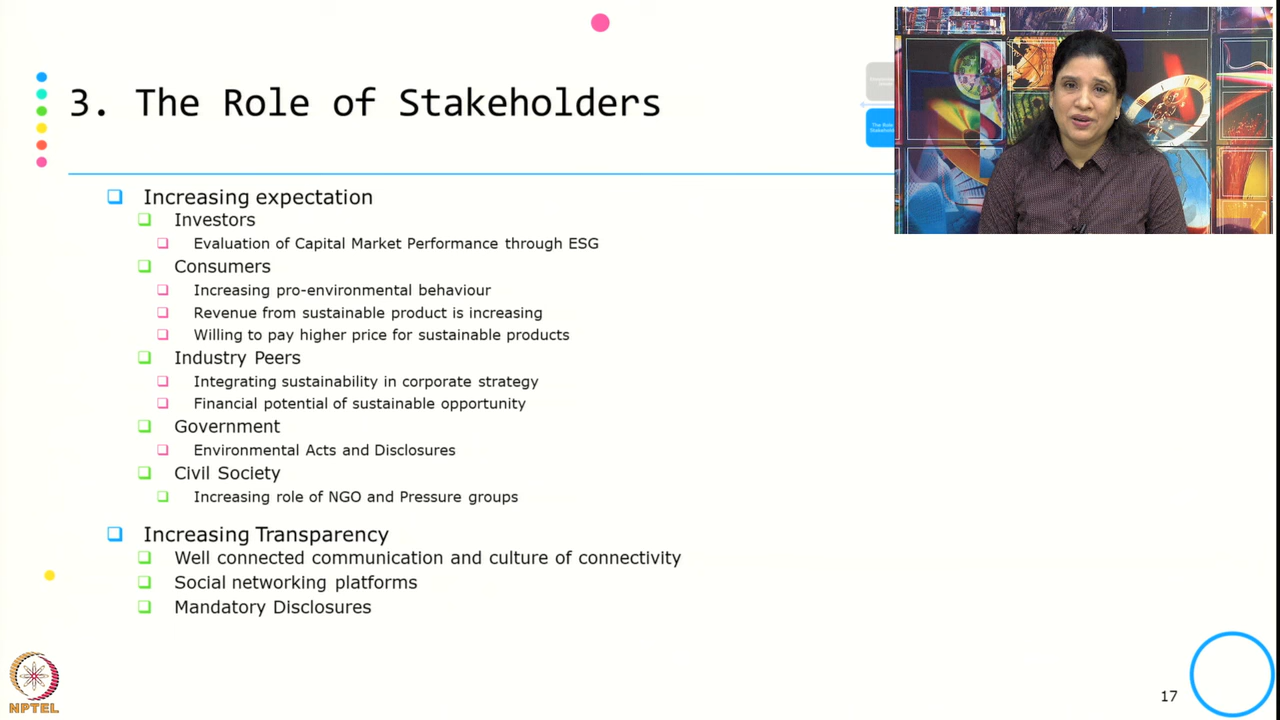 3. The Role of Stakeholders
The Role
Stakehold
Increasing expectation
Investors
Evaluation of Capital Market Performance through ESG
Consumers
Increasing pro-environmental behaviour
Revenue from sustainable product is increasing
Willing to pay higher price for sustainable products
Industry Peers
Integrating sustainability in corporate strategy
Financial potential of sustainable opportunity
Government
Environmental Acts and Disclosures
Civil Society
Increasing role of NGO and Pressure groups
Increasing Transparency
Well connected communication and culture of connectivity
Social networking platforms
Mandatory Disclosures
NPTEL
17